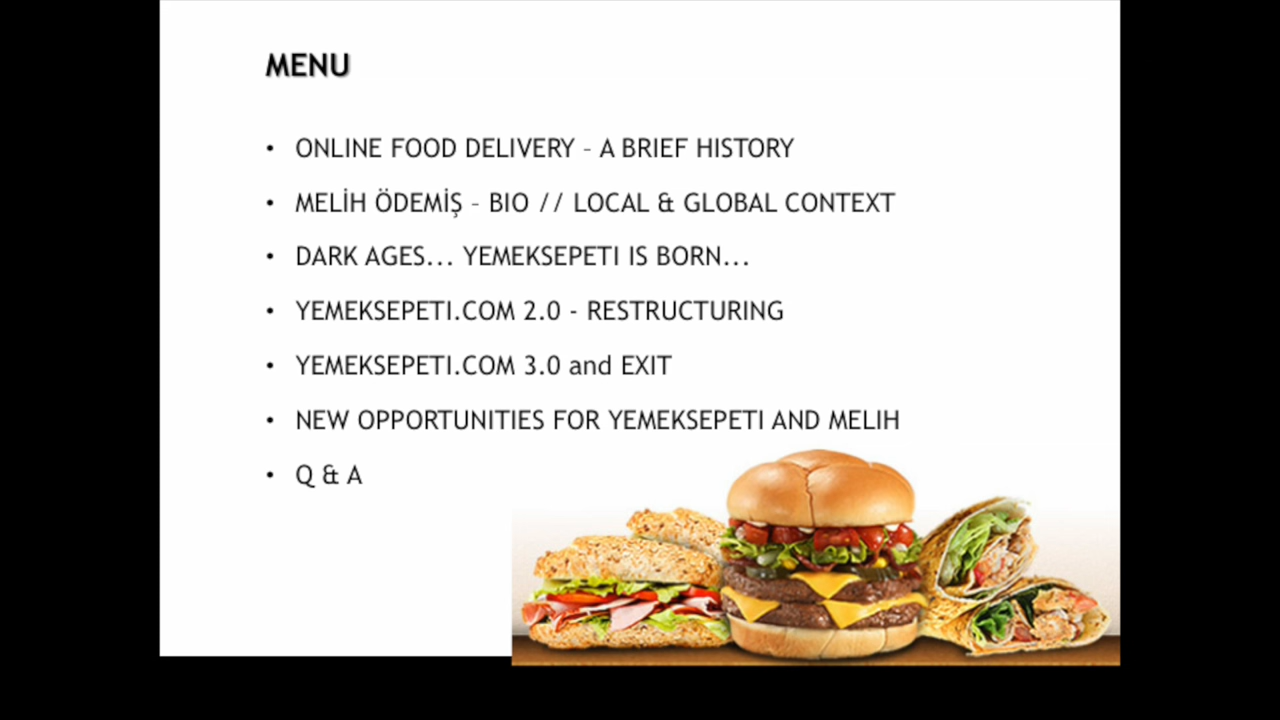 MENU
• ONLINE FOOD DELIVERY – A BRIEF HISTORY
• MELİH ÖDEMİŞ – BIO // LOCAL & GLOBAL CONTEXT
• DARK AGES... YEMEKSEPETI IS BORN...
• YEMEKSEPETI.COM 2.0 - RESTRUCTURING
• YEMEKSEPETI.COM 3.0 and EXIT
• NEW OPPORTUNITIES FOR YEMEKSEPETI AND MELIH
• Q & A